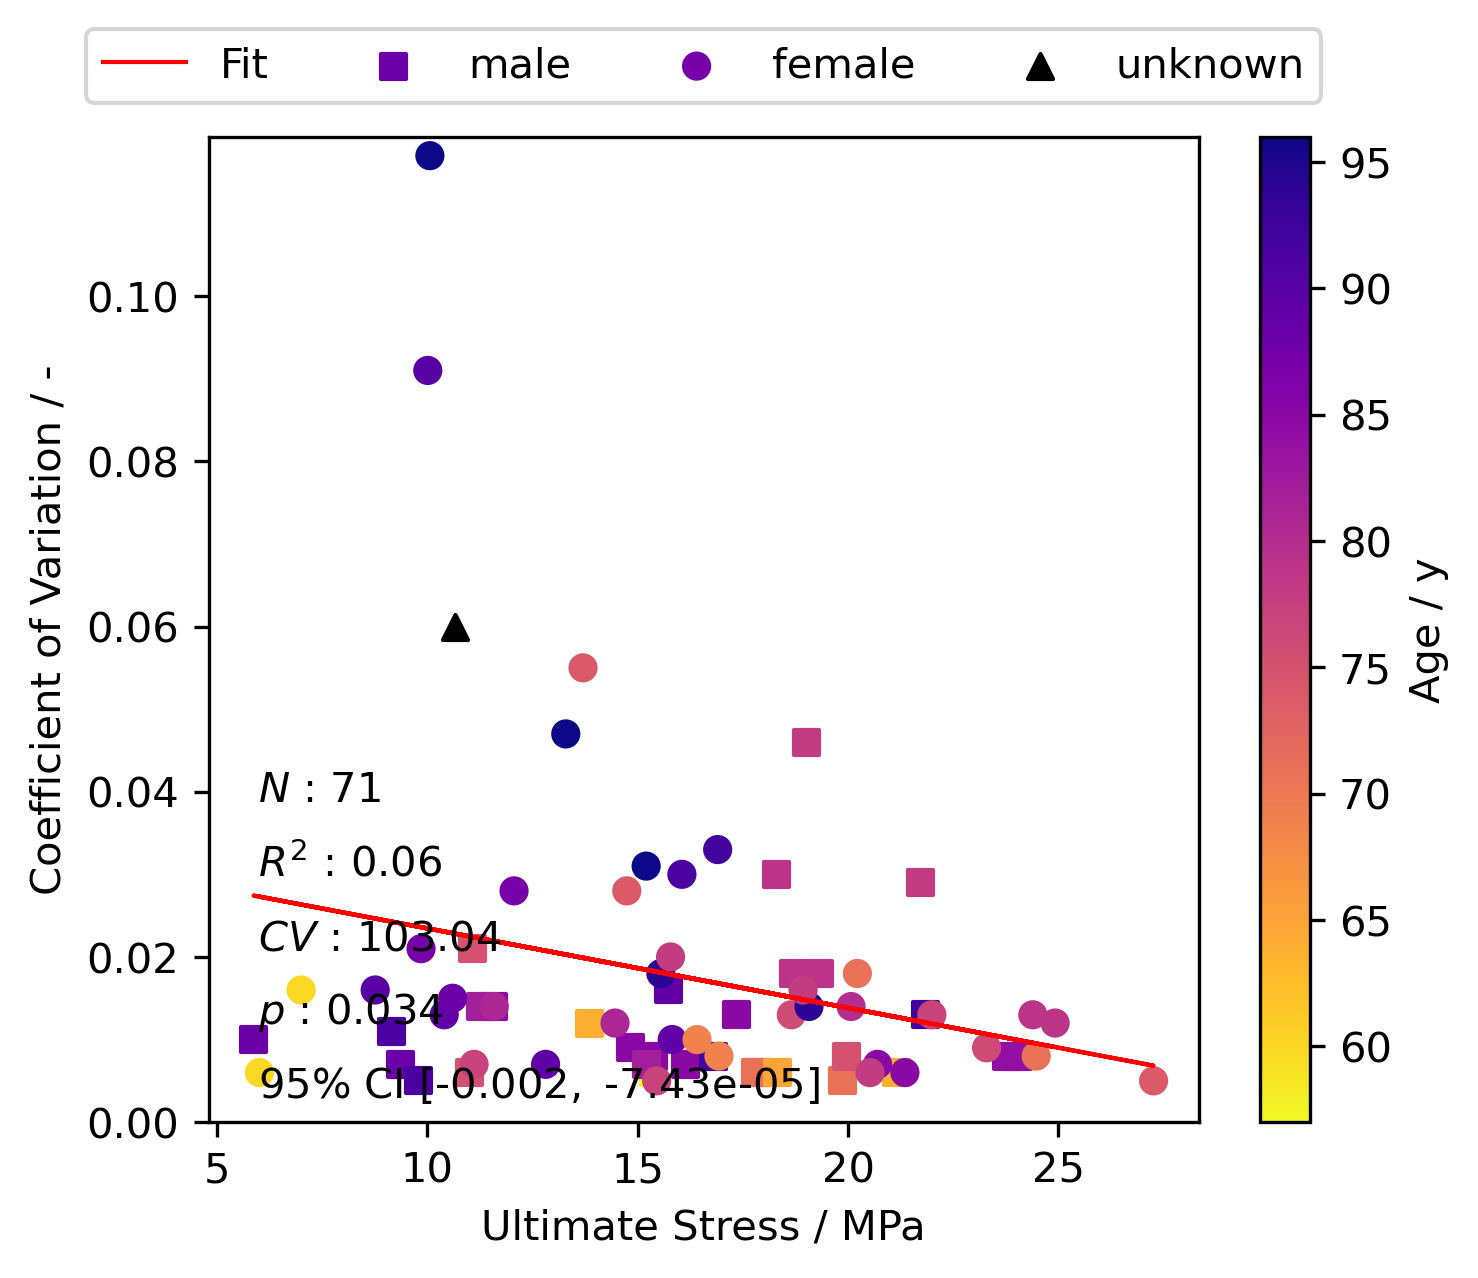 Fit male female unknown
0.10
0.08
0.06
0.04
0.02
0.00
Coefficient of Variation / -
N : 71
R² : 0.06
CV : 103.04
p : 0.034
95% CI [-0.002, -7.43e-05]
5 10 15 20 25
Ultimate Stress / MPa
95
90
85
80
75
70
65
60
Age / y